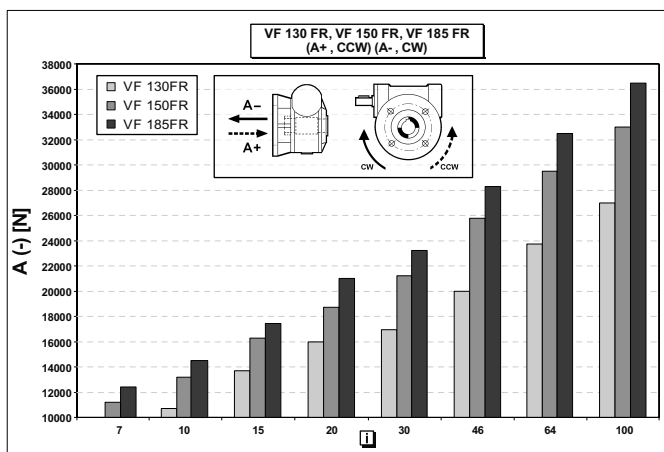 VF 130 FR, VF 150 FR, VF 185 FR
(A+ , CCW) (A- , CW)
VF 130FR
VF 150FR
VF 185FR
A–
A+
CW
CCW
A (-) [N]
38000
36000
34000
32000
30000
28000
26000
24000
22000
20000
18000
16000
14000
12000
10000
7 10 15 20 30 46 64 100
i